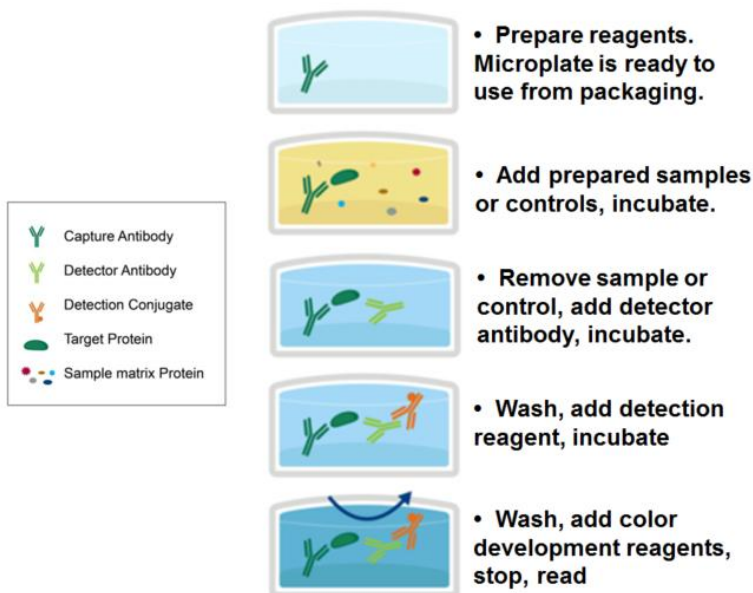 • Prepare reagents.
Microplate is ready to
use from packaging.
• Add prepared samples
or controls, incubate.
Capture Antibody
Detector Antibody
Detection Conjugate
Target Protein
Sample matrix Protein
• Remove sample or
control, add detector
antibody, incubate.
• Wash, add detection
reagent, incubate
• Wash, add color
development reagents,
stop, read